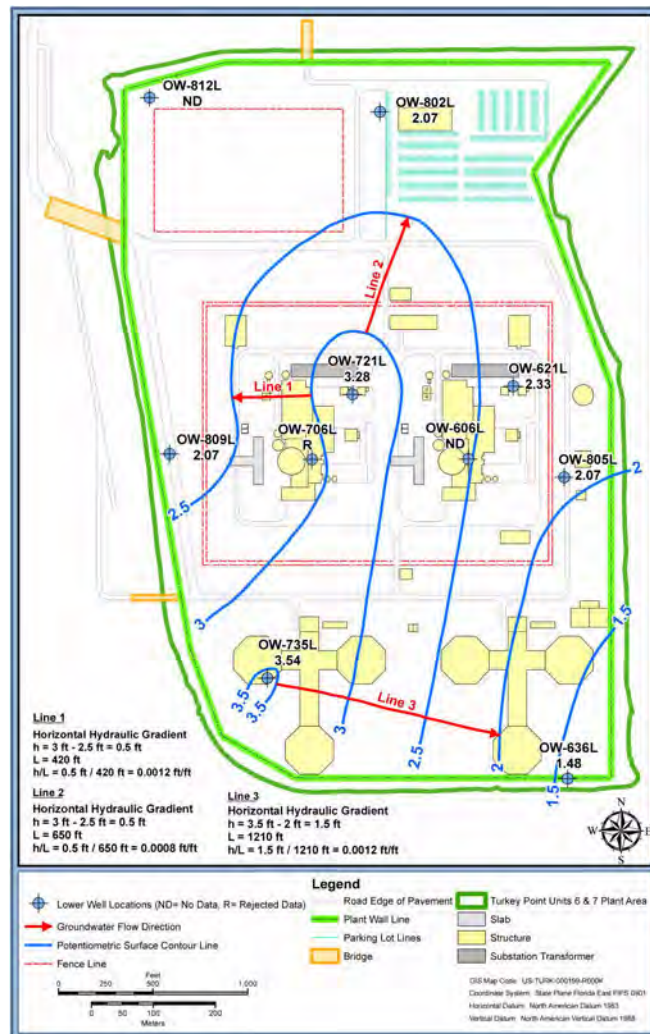 OW-812L
ND
OW-802L
2.07
Line 2
OW-721L
3.28
OW-621L
2.33
Line 1
OW-706L
R
OW-606L
ND
OW-809L
2.07
OW-805L
2.07
2.5
2
3
1.5
OW-735L
3.54
3.5
3.5
Line 3
3
2.5
2
OW-636L
1.48
1.5
Line 1
Horizontal Hydraulic Gradient
h = 3 ft - 2.5 ft = 0.5 ft
L = 420 ft
h/L = 0.5 ft / 420 ft = 0.0012 ft/ft
Line 2
Horizontal Hydraulic Gradient
h = 3 ft - 2.5 ft = 0.5 ft
L = 650 ft
h/L = 0.5 ft / 650 ft = 0.0008 ft/ft
Line 3
Horizontal Hydraulic Gradient
h = 3.5 ft - 2 ft = 1.5 ft
L = 1210 ft
h/L = 1.5 ft / 1210 ft = 0.0012 ft/ft
N
W E
S
Legend
Lower Well Locations (ND= No Data, R= Rejected Data)
Groundwater Flow Direction
Potentiometric Surface Contour Line
Fence Line
Road Edge of Pavement
Plant Wall Line
Parking Lot Lines
Bridge
Turkey Point Units 6 & 7 Plant Area
Slab
Structure
Substation Transformer
Feet
0 250 500 1,000
0 50 100 200
Meters
GIS Map Code: US-TURK-000199-R000
Coordinate System: State Plane Florida East FIPS 0901
Horizontal Datum: North American Datum 1983
Vertical Datum: North American Vertical Datum 1988